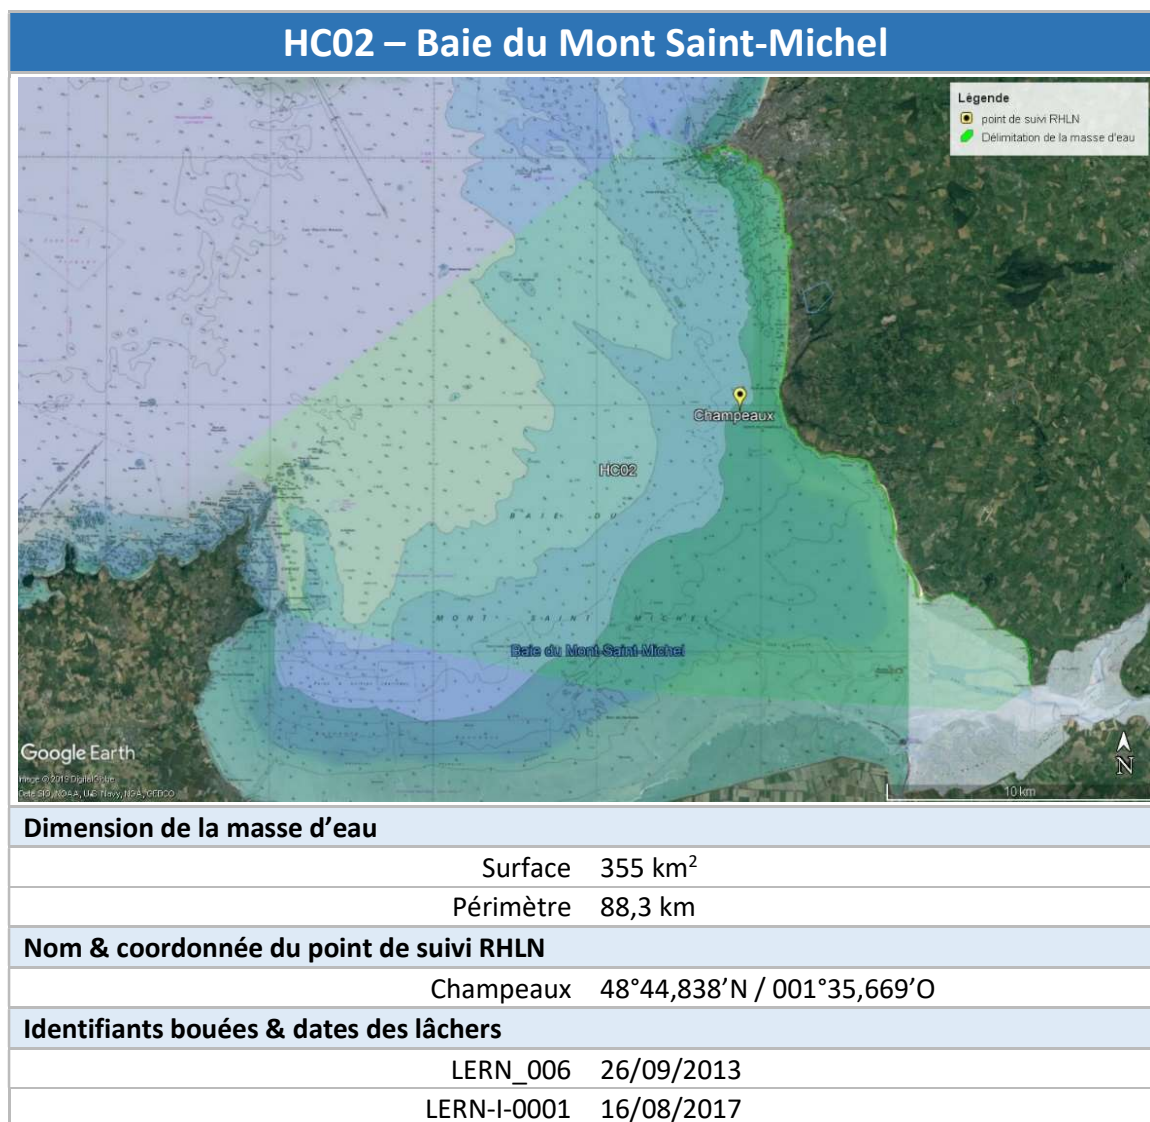 HC02 – Baie du Mont Saint-Michel
Légende
point de suivi RHLN
Délimitation de la masse d'eau
Champeaux
HC02
BAIE DU
MONT SAINT MICHEL
Baie du Mont-Saint-Michel
Google Earth
N
10 km
Dimension de la masse d’eau
Surface 355 km²
Périmètre 88,3 km
Nom & coordonnée du point de suivi RHLN
Champeaux 48°44,838’N / 001°35,669’O
Identifiants bouées & dates des lâchers
LERN_006 26/09/2013
LERN-I-0001 16/08/2017